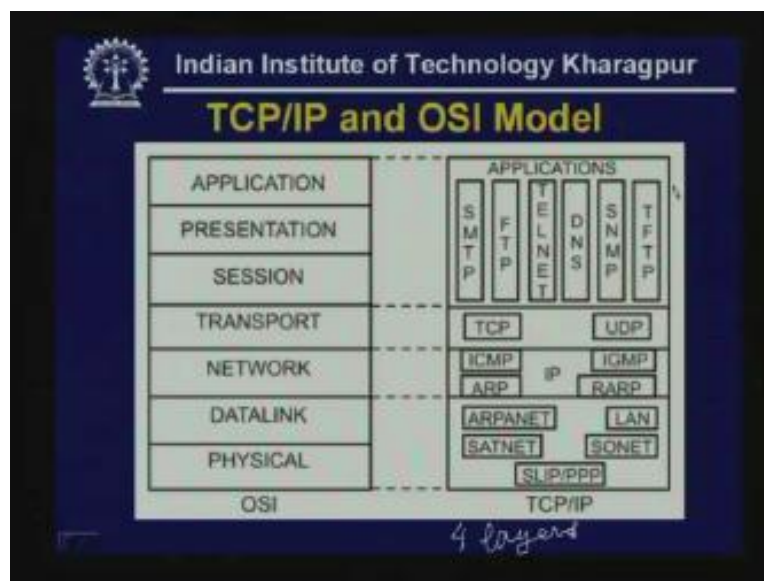 Indian Institute of Technology Kharagpur
TCP/IP and OSI Model
APPLICATION
PRESENTATION
SESSION
TRANSPORT
NETWORK
DATALINK
PHYSICAL
OSI
APPLICATIONS
SMTP
FTP
TELNET
DNS
SNMP
TFTP
TCP
UDP
ICMP
IGMP
IP
ARP
RARP
ARPANET
LAN
SATNET
SONET
SLIP/PPP
TCP/IP
4 layers